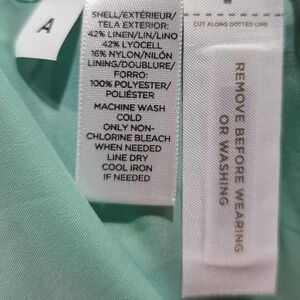 A
SHELL/EXTÉRIEUR/
TELA EXTERIOR:
42% LINEN/LIN/LINO
42% LYOCELL
16% NYLON/NILÓN
LINING/DOUBLURE/
FORRO:
100% POLYESTER/
POLIÉSTER
MACHINE WASH
COLD
ONLY NON-
CHLORINE BLEACH
WHEN NEEDED
LINE DRY
COOL IRON
IF NEEDED
CUT ALONG DOTTED LINE
REMOVE BEFORE WEARING
OR WASHING